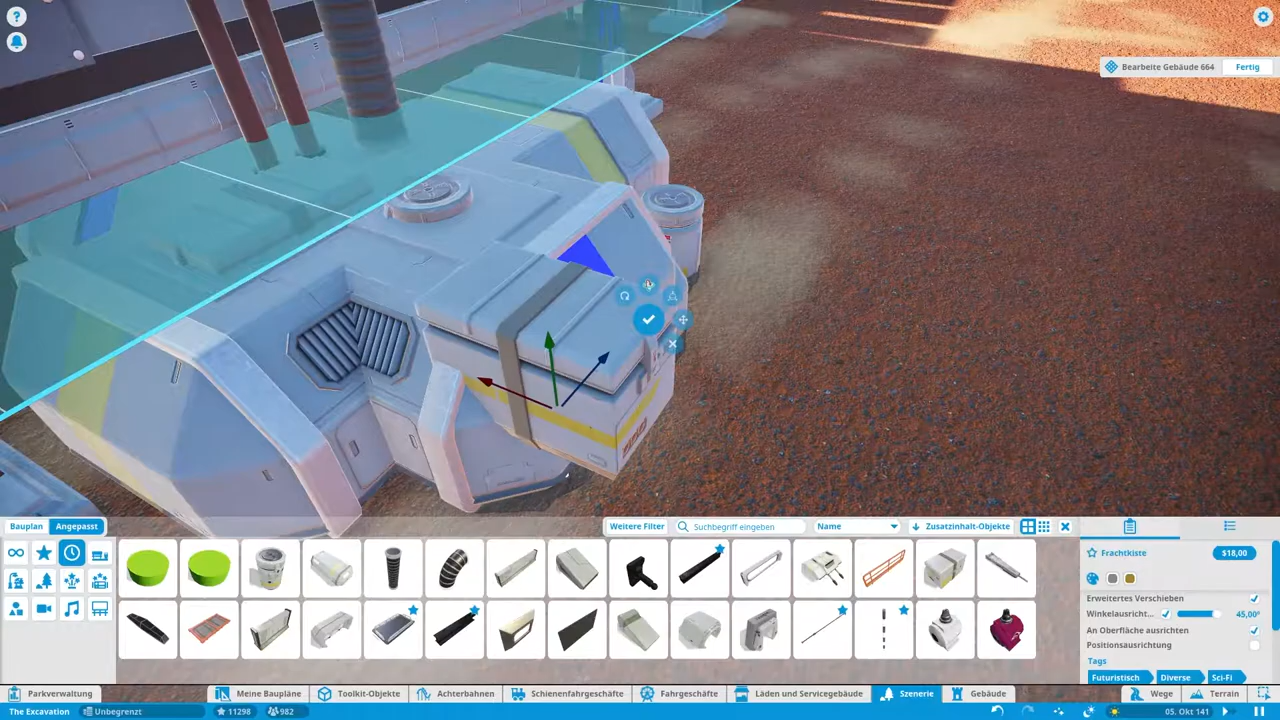 ?
Bearbeite Gebäude 664
Fertig
Bauplan
Angepasst
Weitere Filter
Suchbegriff eingeben
Name
Zusatzinhalt-Objekte
Frachtkiste
$18,00
Erweitertes Verschieben
Winkelausricht...
45,00°
An Oberfläche ausrichten
Positionsausrichtung
Tags
Futuristisch
Diverse
Sci-Fi
Parkverwaltung
Meine Baupläne
Toolkit-Objekte
Achterbahnen
Schienenfahrgeschäfte
Fahrgeschäfte
Läden und Servicegebäude
Szenerie
Gebäude
Wege
Terrain
The Excavation
Unbegrenzt
11298
982
05. Okt 141